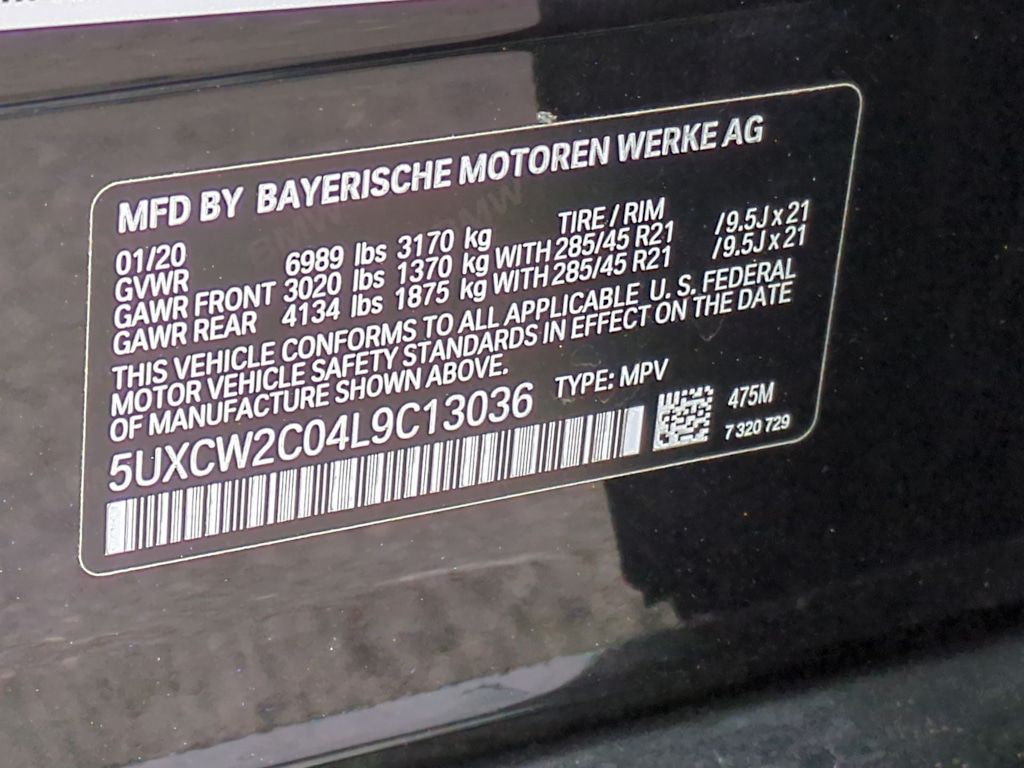 MFD BY BAYERISCHE MOTOREN WERKE AG
01/20 TIRE / RIM
GVWR 6989 lbs 3170 kg
GAWR FRONT 3020 lbs 1370 kg WITH 285/45 R21 /9.5J x 21
GAWR REAR 4134 lbs 1875 kg WITH 285/45 R21 /9.5J x 21
THIS VEHICLE CONFORMS TO ALL APPLICABLE U. S. FEDERAL
MOTOR VEHICLE SAFETY STANDARDS IN EFFECT ON THE DATE
OF MANUFACTURE SHOWN ABOVE.
5UXCW2C04L9C13036 TYPE: MPV
475M
7 320 729